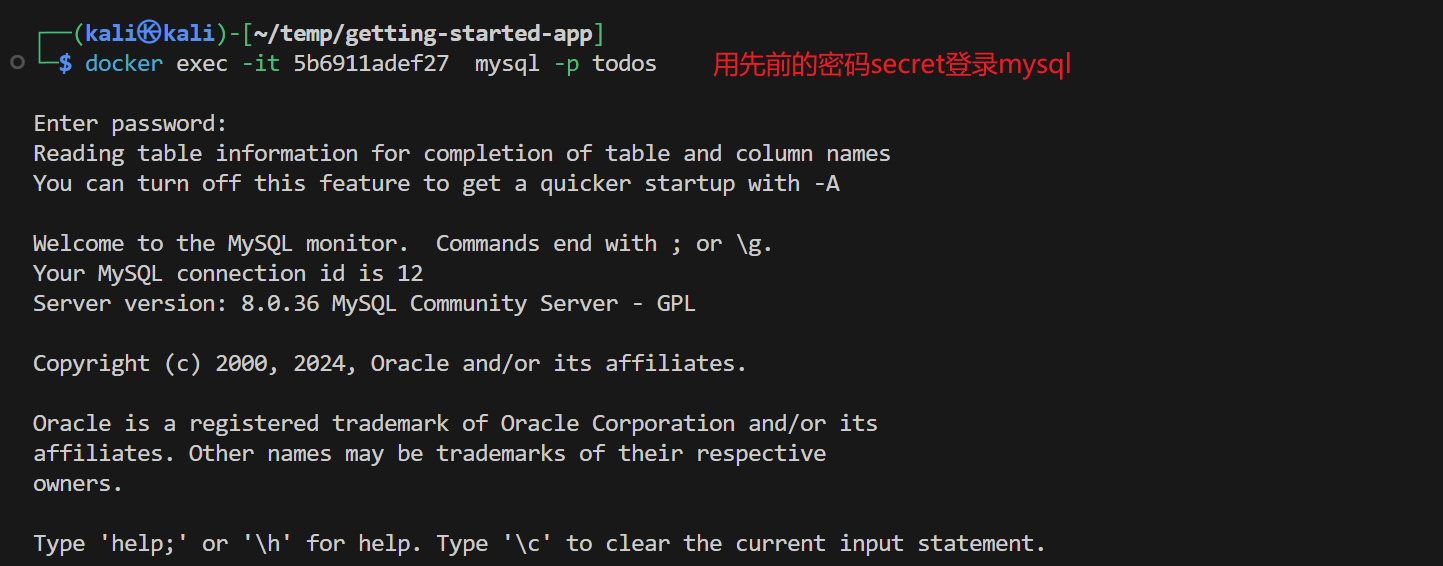 ┌──(kali㉿kali)-[~/temp/getting-started-app]
└─$ docker exec -it 5b6911adef27  mysql -p todos 用先前的密码secret登录mysql
Enter password:
Reading table information for completion of table and column names
You can turn off this feature to get a quicker startup with -A
Welcome to the MySQL monitor.  Commands end with ; or \g.
Your MySQL connection id is 12
Server version: 8.0.36 MySQL Community Server - GPL
Copyright (c) 2000, 2024, Oracle and/or its affiliates.
Oracle is a registered trademark of Oracle Corporation and/or its
affiliates. Other names may be trademarks of their respective
owners.
Type 'help;' or '\h' for help. Type '\c' to clear the current input statement.